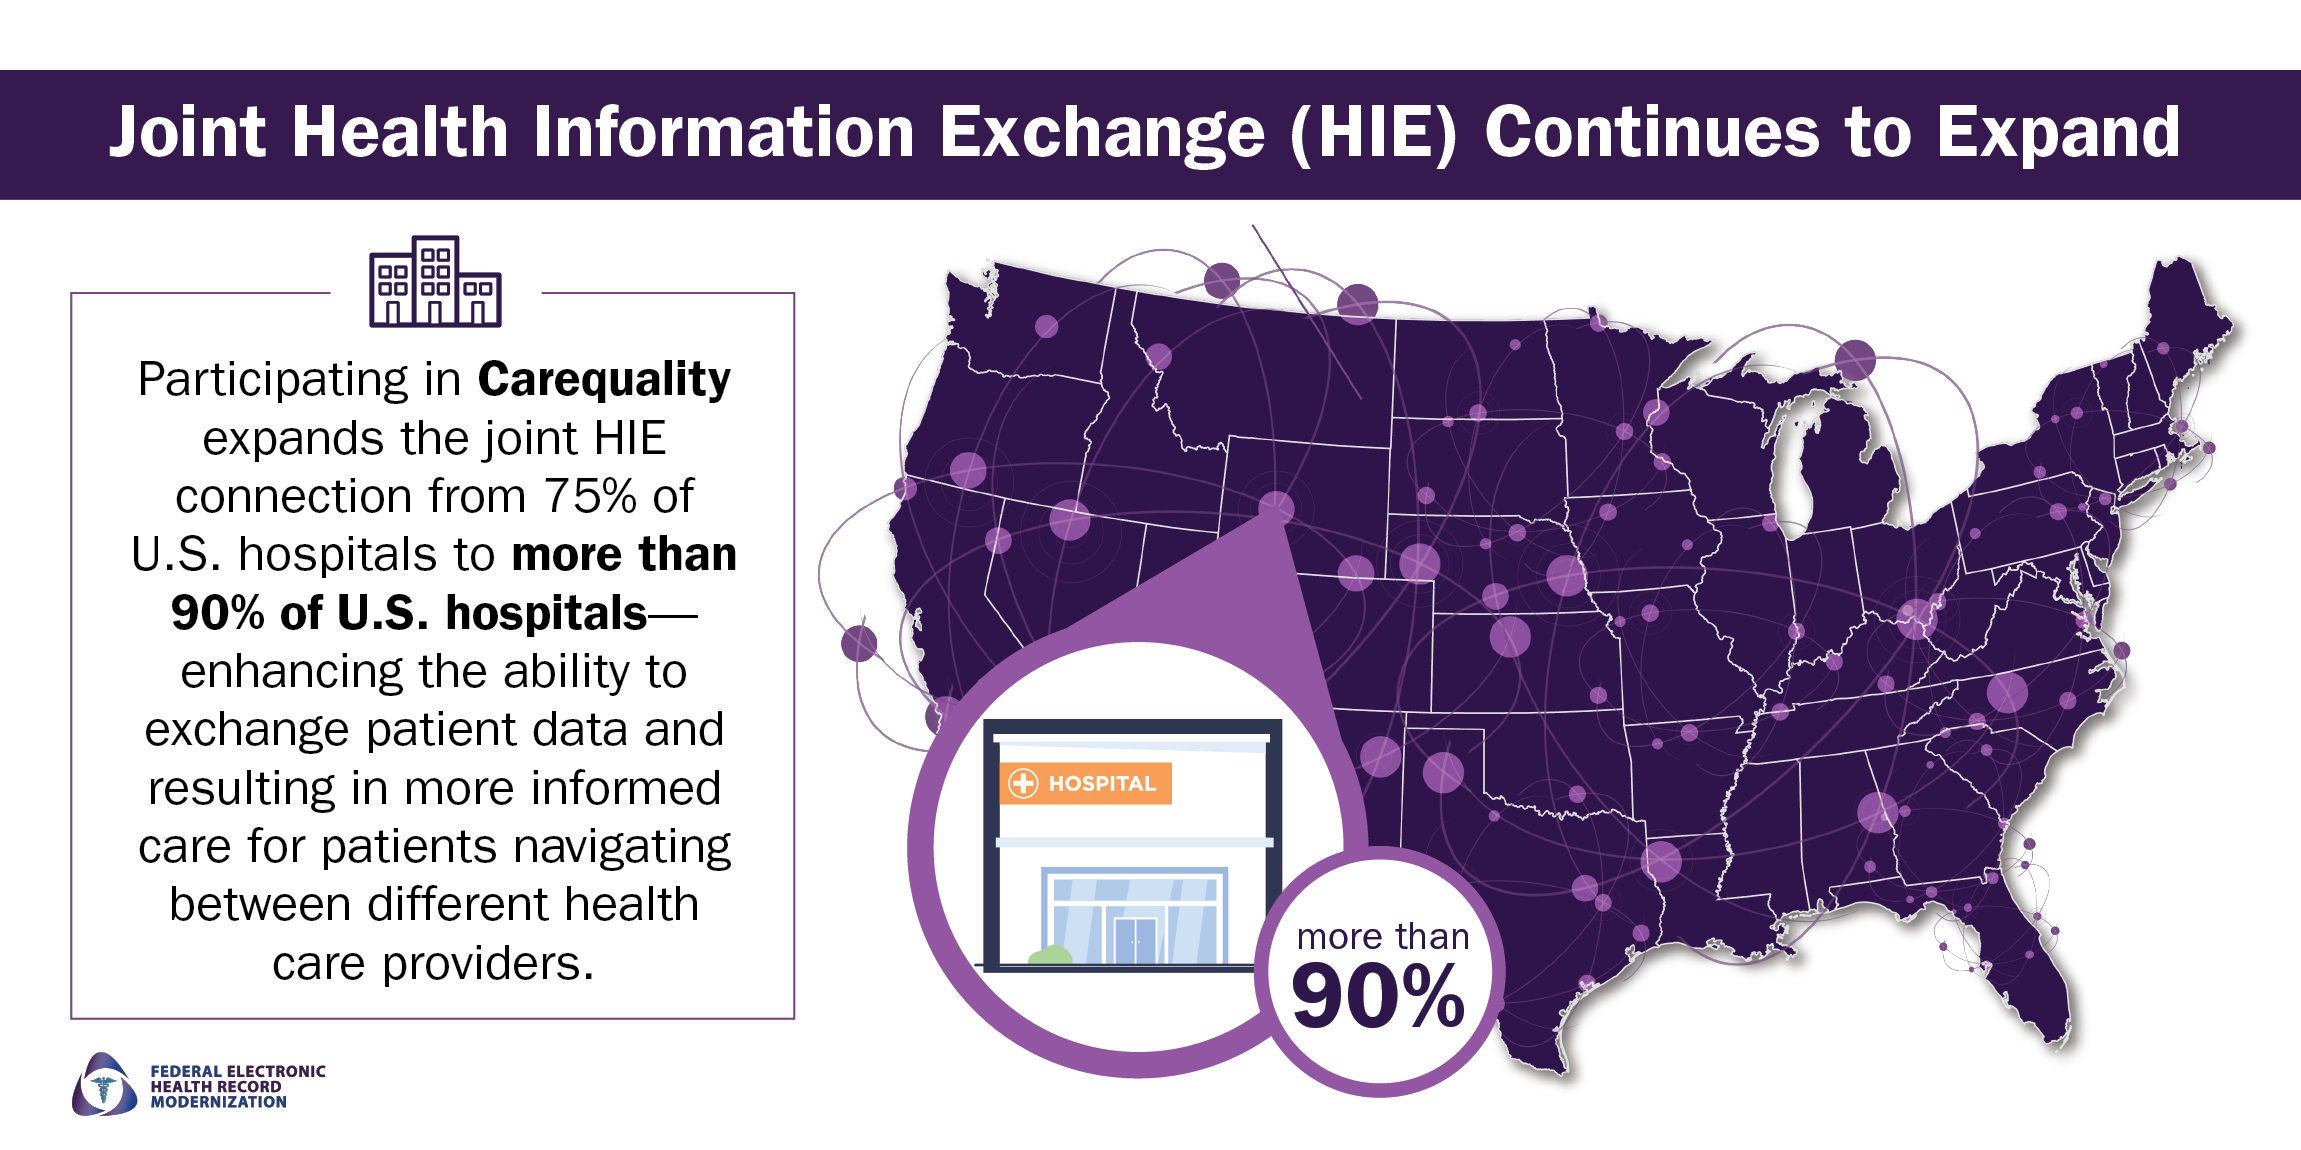 Joint Health Information Exchange (HIE) Continues to Expand
Participating in Carequality
expands the joint HIE
connection from 75% of
U.S. hospitals to more than
90% of U.S. hospitals—
enhancing the ability to
exchange patient data and
resulting in more informed
care for patients navigating
between different health
care providers.
HOSPITAL
more than
90%
FEDERAL ELECTRONIC
HEALTH RECORD
MODERNIZATION